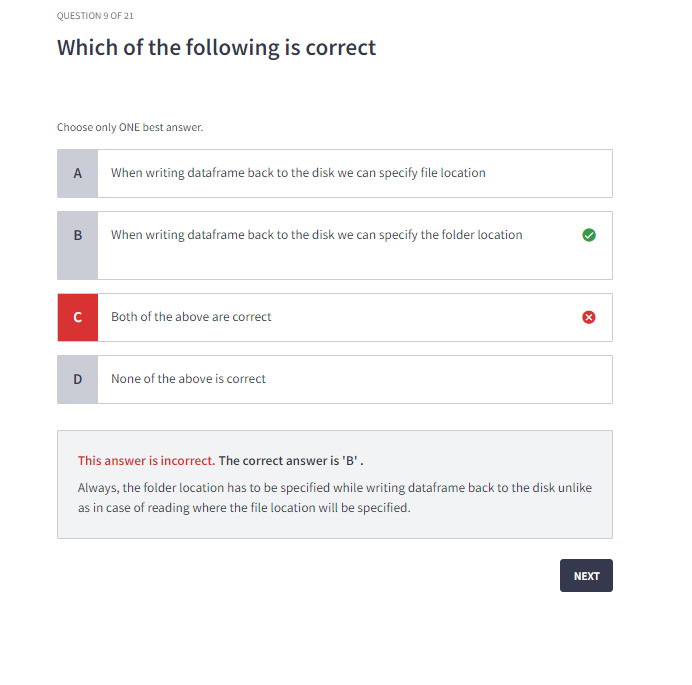 QUESTION 9 OF 21
Which of the following is correct
Choose only ONE best answer.
A When writing dataframe back to the disk we can specify file location
B When writing dataframe back to the disk we can specify the folder location
C Both of the above are correct
D None of the above is correct
This answer is incorrect. The correct answer is 'B' .
Always, the folder location has to be specified while writing dataframe back to the disk unlike
as in case of reading where the file location will be specified.
NEXT